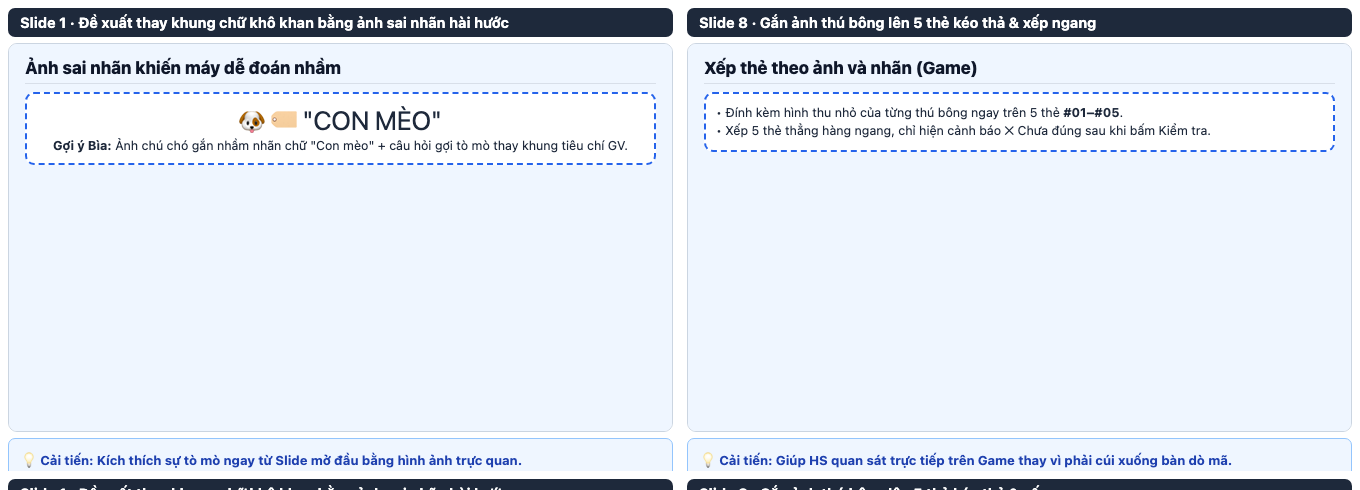 Slide 1 · Đề xuất thay khung chữ khô khan bằng ảnh sai nhãn hài hước
Ảnh sai nhãn khiến máy dễ đoán nhầm
🐶 🏷️ "CON MÈO"
Gợi ý Bìa: Ảnh chú chó gắn nhầm nhãn chữ "Con mèo" + câu hỏi gợi tò mò thay khung tiêu chí GV.
💡 Cải tiến: Kích thích sự tò mò ngay từ Slide mở đầu bằng hình ảnh trực quan.
Slide 8 · Gắn ảnh thú bông lên 5 thẻ kéo thả & xếp ngang
Xếp thẻ theo ảnh và nhãn (Game)
• Đính kèm hình thu nhỏ của từng thú bông ngay trên 5 thẻ #01–#05.
• Xếp 5 thẻ thẳng hàng ngang, chỉ hiện cảnh báo ✕ Chưa đúng sau khi bấm Kiểm tra.
💡 Cải tiến: Giúp HS quan sát trực tiếp trên Game thay vì phải cúi xuống bàn dò mã.